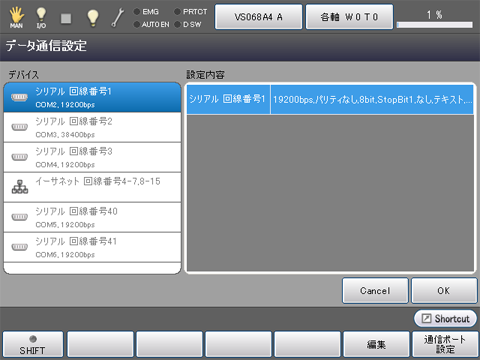 MAN
I/O
EMG
PRTCT
AUTO EN
D SW
VS068A4 A
各軸 W 0 T 0
1 %
データ通信設定
デバイス
設定内容
シリアル 回線番号1
COM2, 19200bps
シリアル 回線番号2
COM3, 38400bps
シリアル 回線番号3
COM4, 19200bps
イーサネット 回線番号4-7,8-15
シリアル 回線番号40
COM5, 19200bps
シリアル 回線番号41
COM6, 19200bps
シリアル 回線番号1
19200bps,パリティなし,8bit,StopBit1,なし,テキスト,...
Cancel
OK
Shortcut
SHIFT
編集
通信ポート
設定